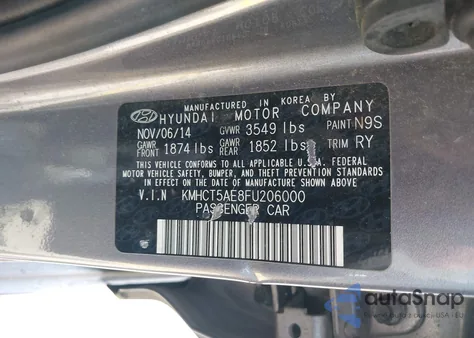 MANUFACTURED IN KOREA BY
HYUNDAI MOTOR COMPANY
NOV/06/14 GVWR 3549 lbs PAINT N9S
GAWR FRONT 1874 lbs GAWR REAR 1852 lbs TRIM RY
THIS VEHICLE CONFORMS TO ALL APPLICABLE U.S.A. FEDERAL
MOTOR VEHICLE SAFETY, BUMPER, AND THEFT PREVENTION STANDARDS
IN EFFECT ON THE DATE OF MANUFACTURE SHOWN ABOVE.
V.I.N KMHCT5AE8FU206000
PASSENGER CAR
autoSnap